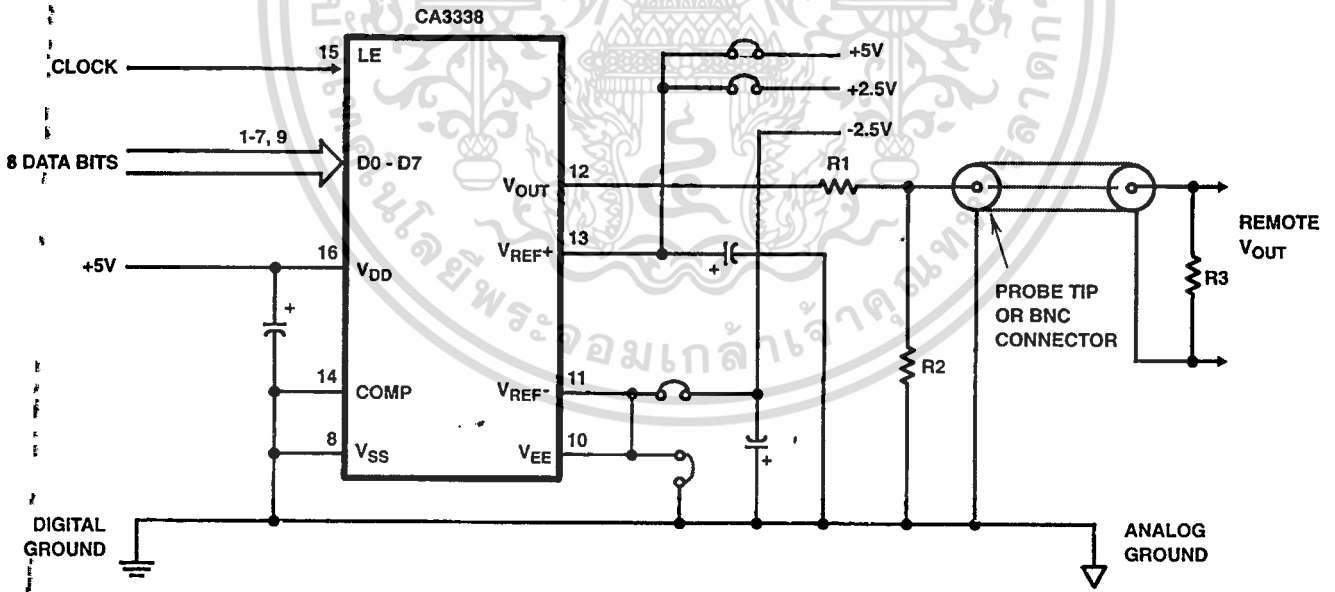 CA3338
15
LE
CLOCK
1-7, 9
8 DATA BITS
D0 - D7
+5V
+2.5V
-2.5V
R1
VOUT
12
13
VREF+
+
REMOTE
VOUT
R3
PROBE TIP
OR BNC
CONNECTOR
+5V
16
VDD
+
14
COMP
VREF-
11
R2
8
VSS
VEE
10
+
DIGITAL
GROUND
ANALOG
GROUND